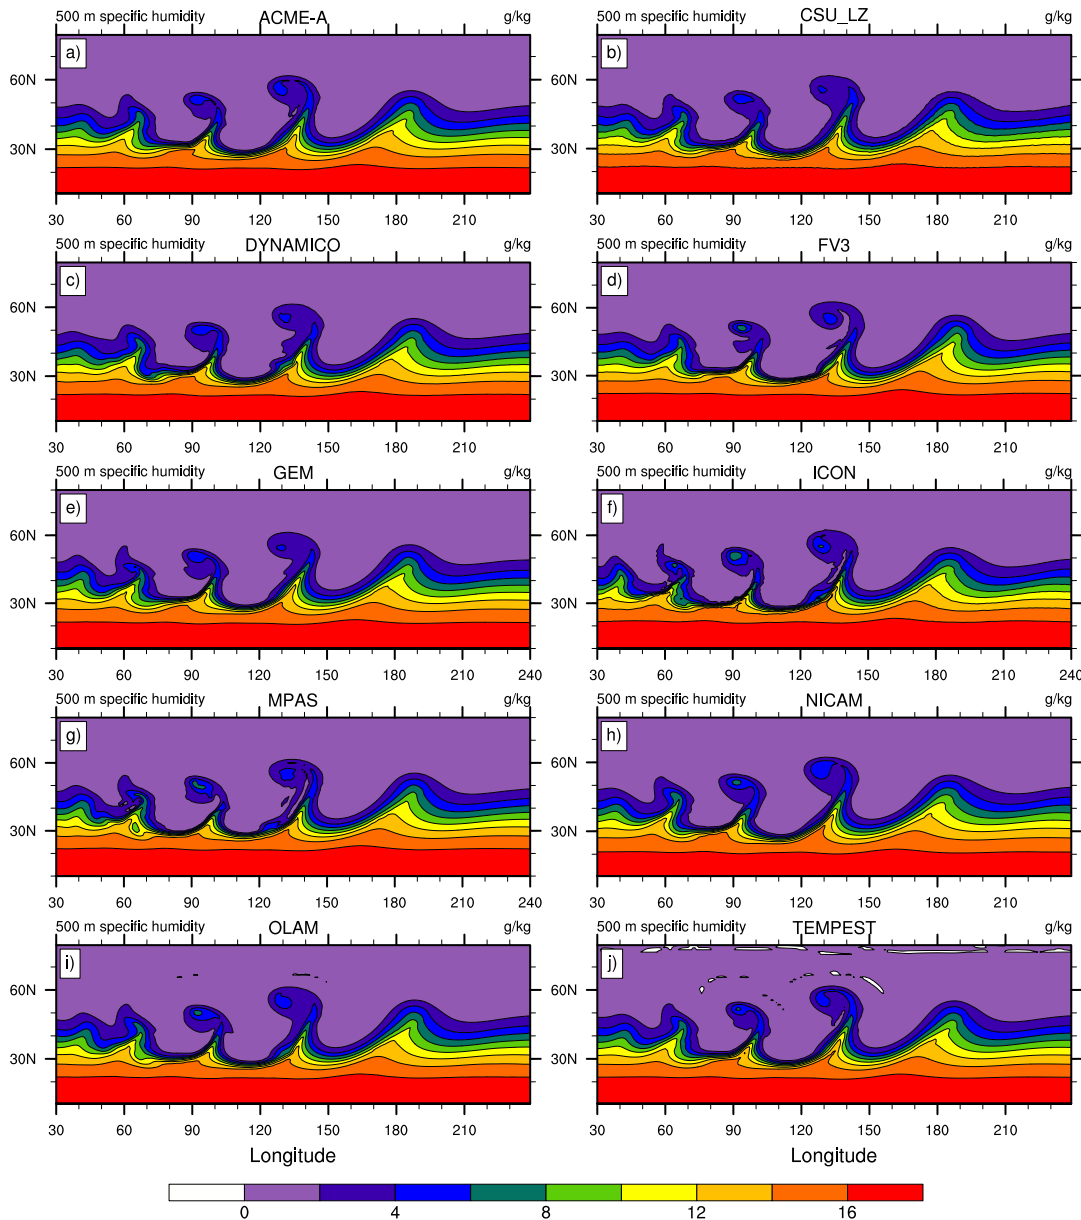 500 m specific humidity ACME-A g/kg 500 m specific humidity CSU_LZ g/kg
a) b)
60N 60N
30N 30N
30 60 90 120 150 180 210 30 60 90 120 150 180 210
500 m specific humidity DYNAMICO g/kg 500 m specific humidity FV3 g/kg
c) d)
60N 60N
30N 30N
30 60 90 120 150 180 210 30 60 90 120 150 180 210
500 m specific humidity GEM g/kg 500 m specific humidity ICON g/kg
e) f)
60N 60N
30N 30N
30 60 90 120 150 180 210 240 30 60 90 120 150 180 210 240
500 m specific humidity MPAS g/kg 500 m specific humidity NICAM g/kg
g) h)
60N 60N
30N 30N
30 60 90 120 150 180 210 240 30 60 90 120 150 180 210 240
500 m specific humidity OLAM g/kg 500 m specific humidity TEMPEST g/kg
i) j)
60N 60N
30N 30N
30 60 90 120 150 180 210 30 60 90 120 150 180 210
Longitude Longitude
0 4 8 12 16